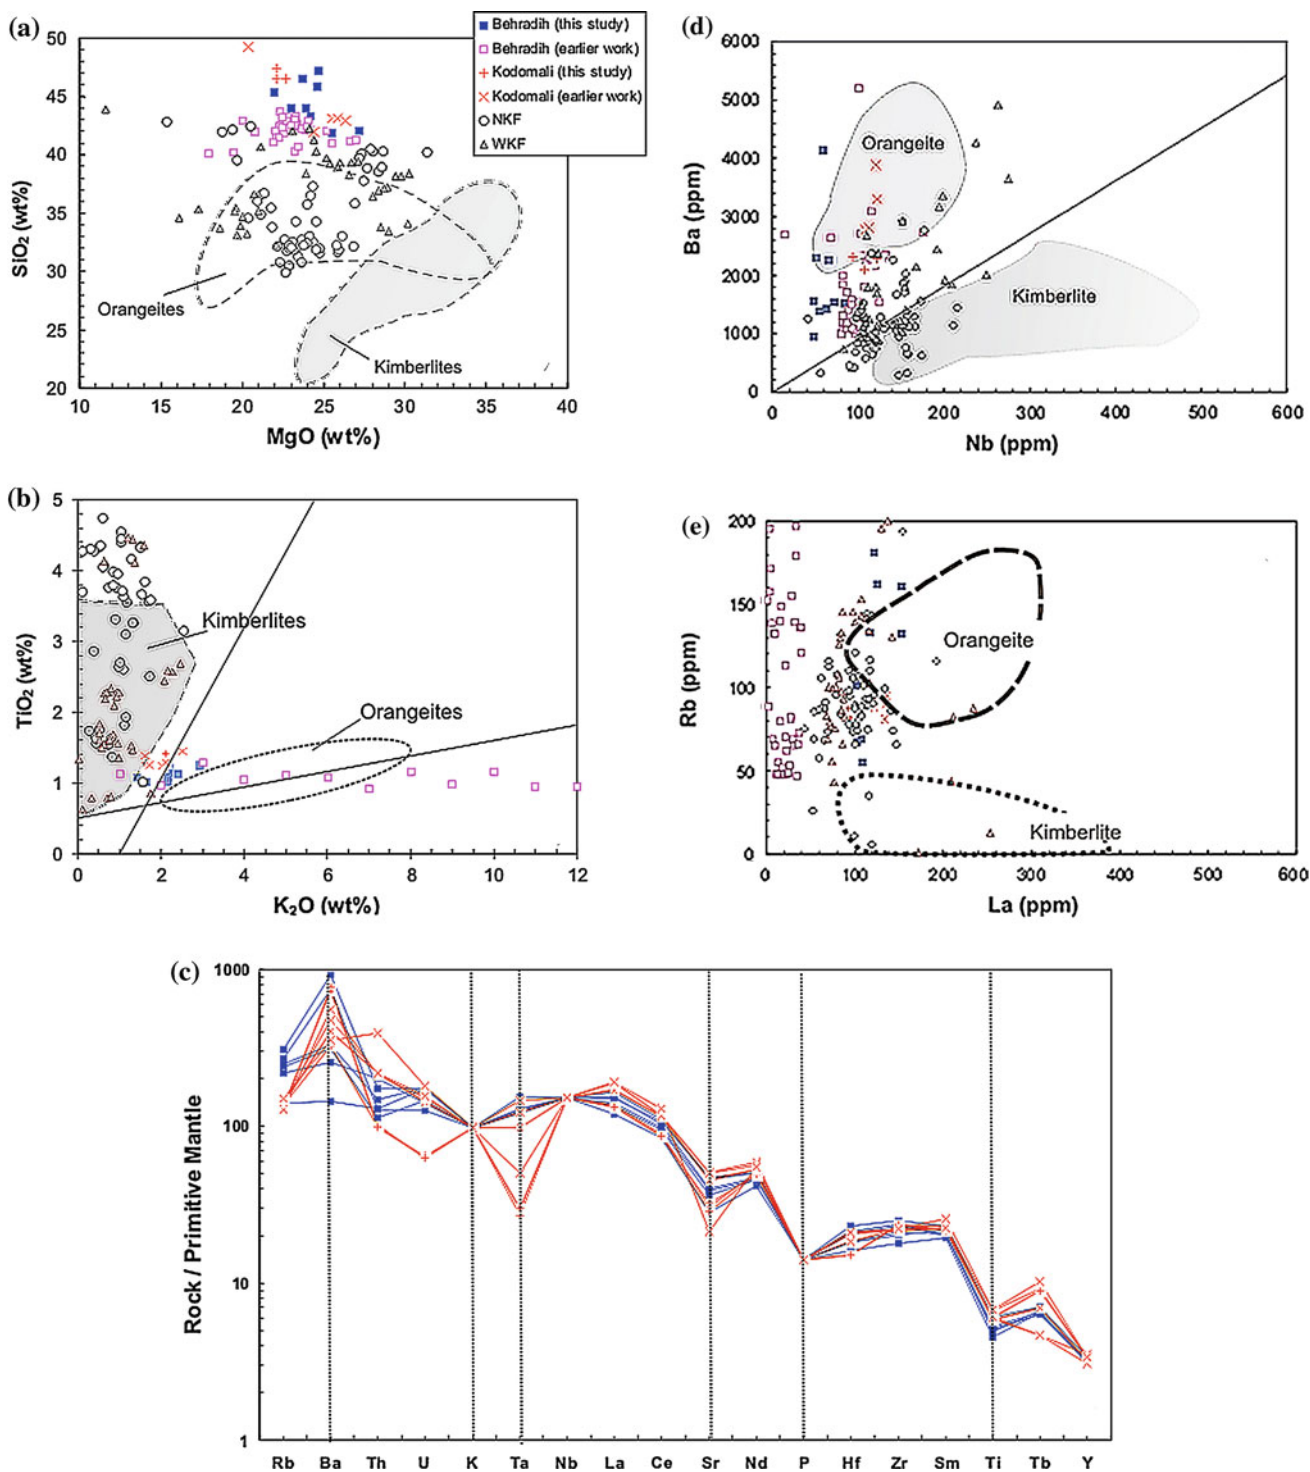 (a)
50
45
40
35
30
25
20
SiO2 (wt%)
10 15 20 25 30 35 40
MgO (wt%)
Orangeites
Kimberlites
Behradih (this study)
Behradih (earlier work)
Kodomali (this study)
Kodomali (earlier work)
NKF
WKF
(d)
6000
5000
4000
3000
2000
1000
0
Ba (ppm)
0 100 200 300 400 500 600
Nb (ppm)
Orangeite
Kimberlite
(b)
5
4
3
2
1
0
TiO2 (wt%)
0 2 4 6 8 10 12
K2O (wt%)
Kimberlites
Orangeites
(e)
200
150
100
50
0
Rb (ppm)
0 100 200 300 400 500 600
La (ppm)
Orangeite
Kimberlite
(c)
1000
100
10
1
Rock / Primitive Mantle
Rb Ba Th U K Ta Nb La Ce Sr Nd P Hf Zr Sm Ti Tb Y